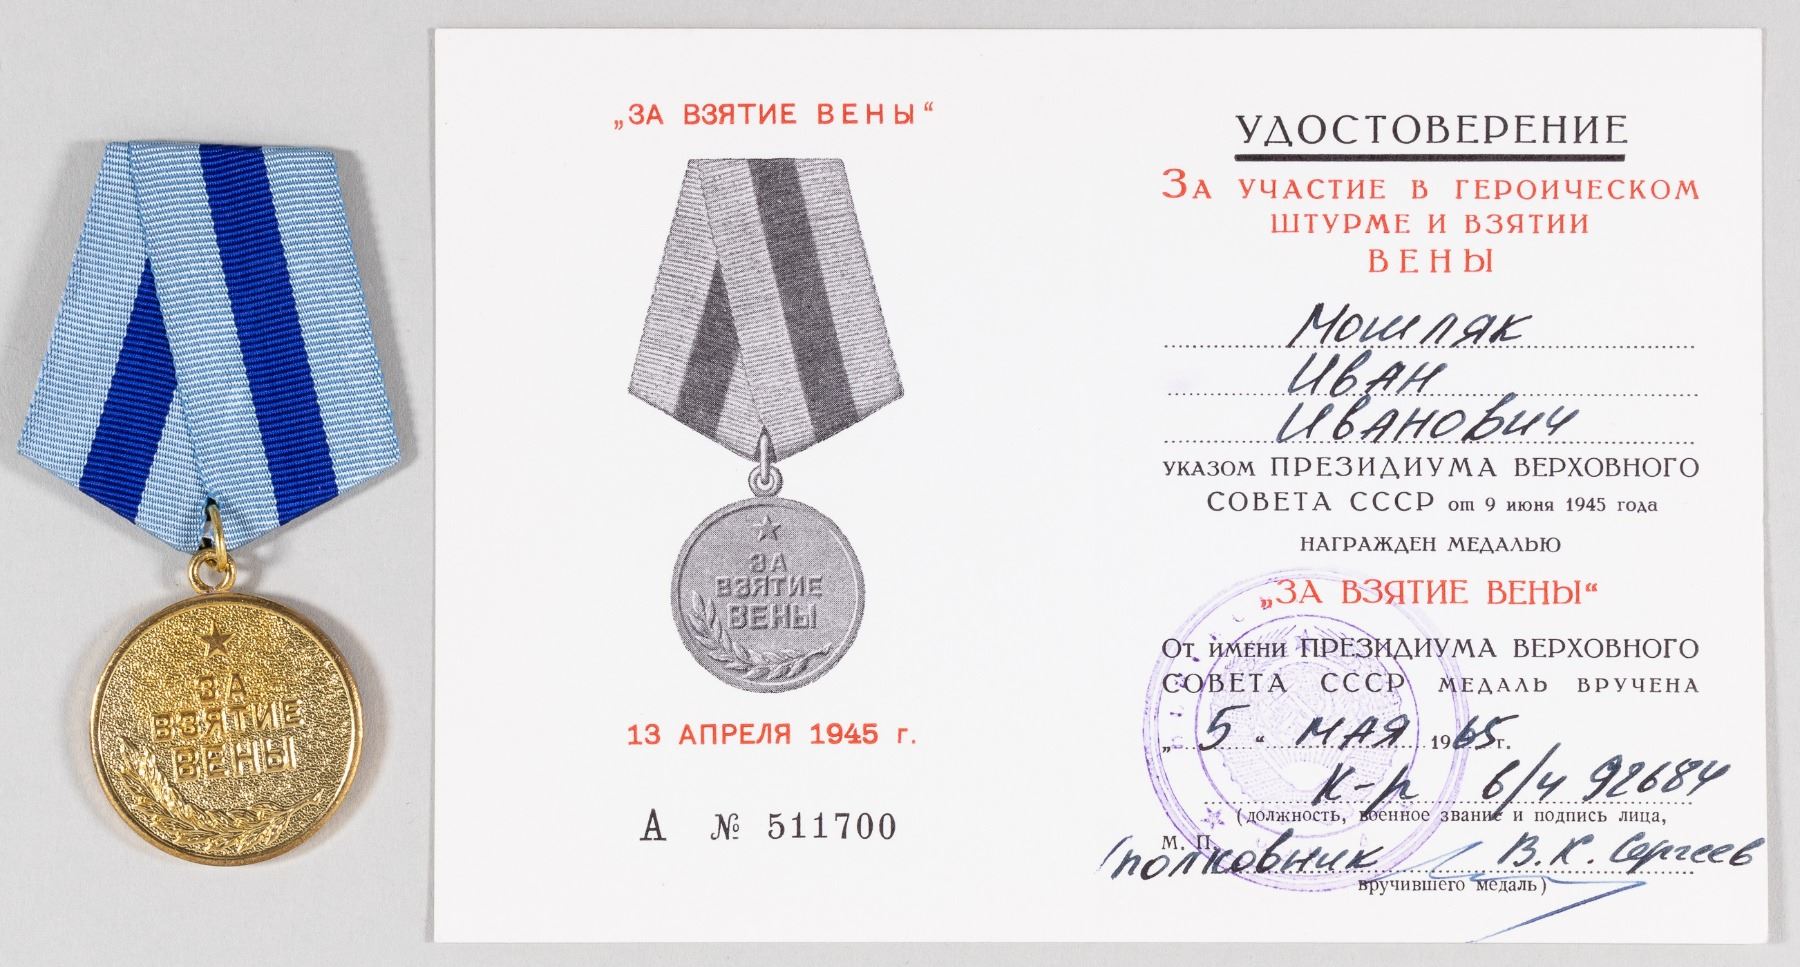 ЗА
ВЗЯТИЕ
ВЕНЫ
„ЗА ВЗЯТИЕ ВЕНЫ“
ЗА
ВЗЯТИЕ
ВЕНЫ
13 АПРЕЛЯ 1945 г.
А № 511700
УДОСТОВЕРЕНИЕ
ЗА УЧАСТИЕ В ГЕРОИЧЕСКОМ
ШТУРМЕ И ВЗЯТИИ
ВЕНЫ
Мошляк
Иван
Иванович
УКАЗОМ ПРЕЗИДИУМА ВЕРХОВНОГО
СОВЕТА СССР от 9 июня 1945 года
НАГРАЖДЕН МЕДАЛЬЮ
„ЗА ВЗЯТИЕ ВЕНЫ“
ОТ ИМЕНИ ПРЕЗИДИУМА ВЕРХОВНОГО
СОВЕТА СССР МЕДАЛЬ ВРУЧЕНА
„5“ мая 1965 г.
К-р в/ч 92684
(должность, военное звание и подпись лица,
М. П.
полковник В.К. Сергеев
вручившего медаль)